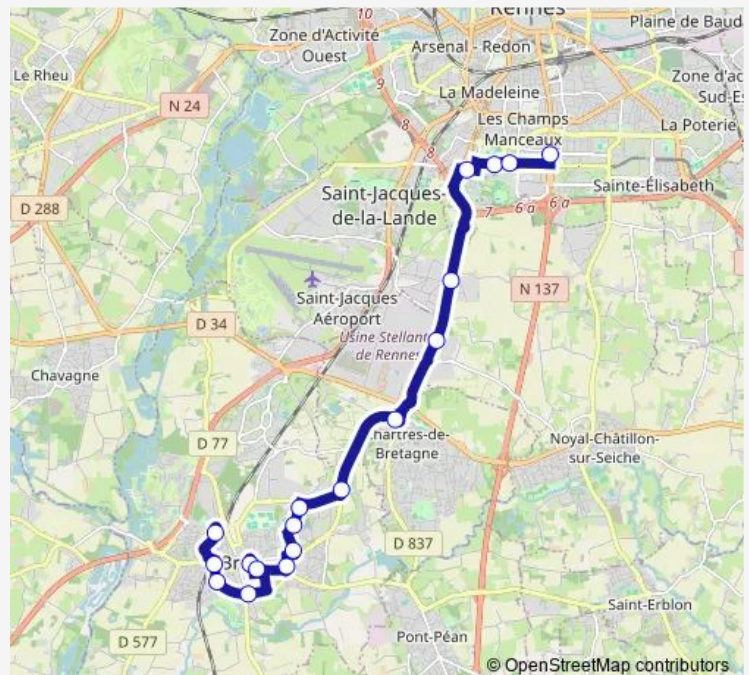 Rennes
10
Zone d'Activité
Ouest
Arsenal - Redon
Plaine de Baud
Le Rheu
9
La Madeleine
Zone d'ac
Sud-Es
N 24
8
Les Champs
Manceaux
La Poterie
8
Saint-Jacques-
de-la-Lande
Sainte-Élisabeth
D 288
7
6 a
6 a
Saint-Jacques
Aéroport
N 137
D 34
Usine Stellant
de Rennes
Chavagne
hartres-de-
Bretagne
Noyal-Châtillon-
sur-Seiche
D 77
D 837
Br
Saint-Erblon
D 577
Pont-Péan
© OpenStreetMap contributors